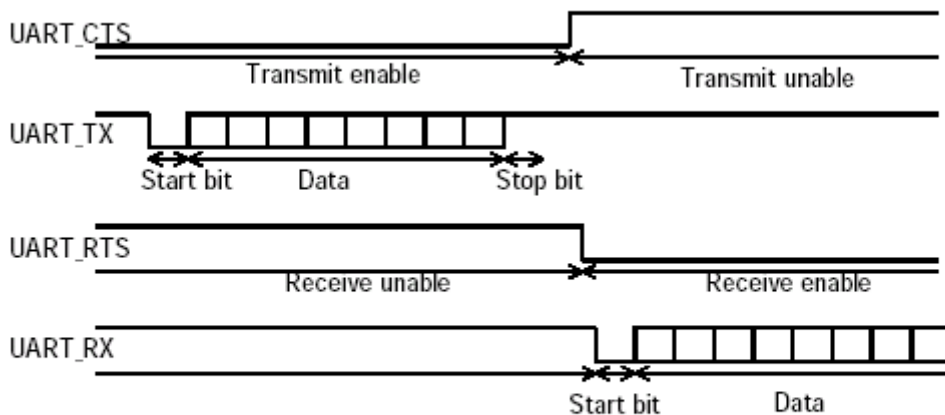 UART_CTS
Transmit enable
Transmit unable
UART_TX
Start bit
Data
Stop bit
UART_RTS
Receive unable
Receive enable
UART_RX
Start bit
Data